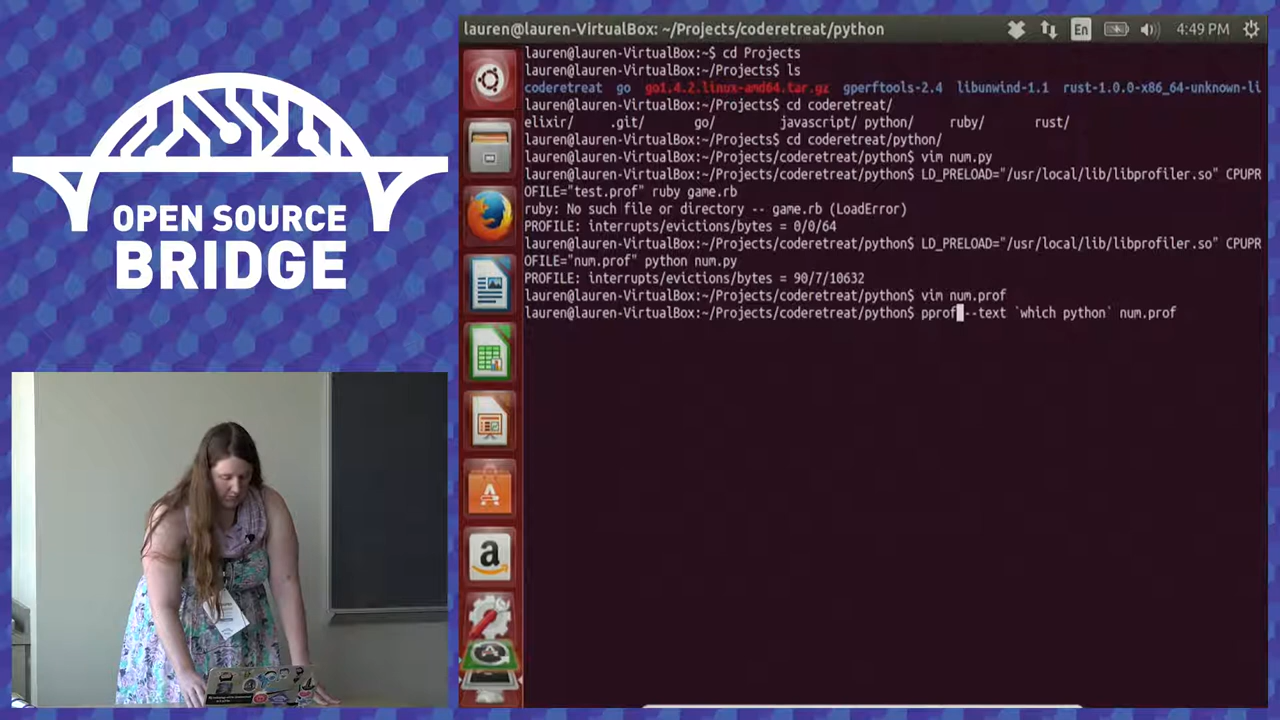 OPEN SOURCE
BRIDGE
lauren@lauren-VirtualBox: ~/Projects/coderetreat/python
En
4:49 PM
lauren@lauren-VirtualBox:~$ cd Projects
lauren@lauren-VirtualBox:~/Projects$ ls
coderetreat go go1.4.2.linux-amd64.tar.gz gperftools-2.4 libunwind-1.1 rust-1.0.0-x86_64-unknown-li
lauren@lauren-VirtualBox:~/Projects$ cd coderetreat/
elixir/ .git/ go/ javascript/ python/ ruby/ rust/
lauren@lauren-VirtualBox:~/Projects$ cd coderetreat/python/
lauren@lauren-VirtualBox:~/Projects/coderetreat/python$ vim num.py
lauren@lauren-VirtualBox:~/Projects/coderetreat/python$ LD_PRELOAD="/usr/local/lib/libprofiler.so" CPUPR
OFILE="test.prof" ruby game.rb
ruby: No such file or directory -- game.rb (LoadError)
PROFILE: interrupts/evictions/bytes = 0/0/64
lauren@lauren-VirtualBox:~/Projects/coderetreat/python$ LD_PRELOAD="/usr/local/lib/libprofiler.so" CPUPR
OFILE="num.prof" python num.py
PROFILE: interrupts/evictions/bytes = 90/7/10632
lauren@lauren-VirtualBox:~/Projects/coderetreat/python$ vim num.prof
lauren@lauren-VirtualBox:~/Projects/coderetreat/python$ pprof --text `which python` num.prof